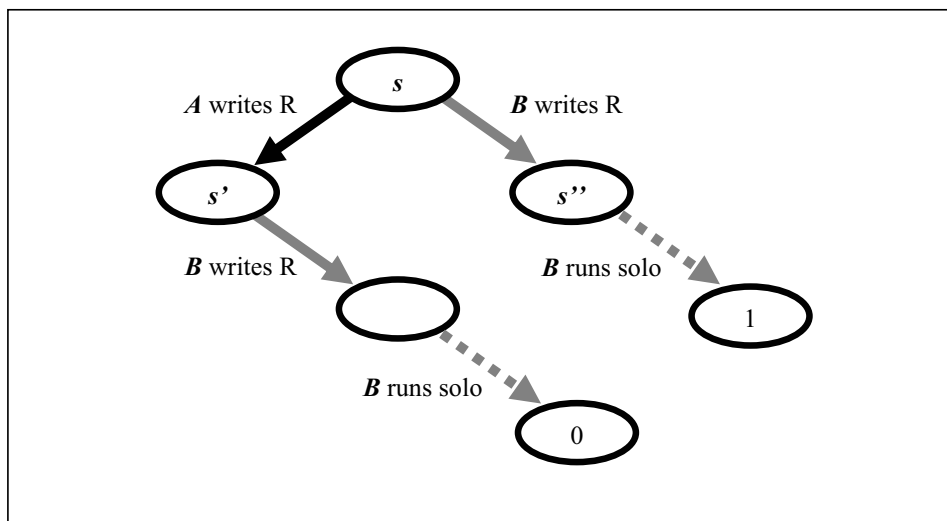 s
A writes R
B writes R
s'
s''
B writes R
B runs solo
1
B runs solo
0